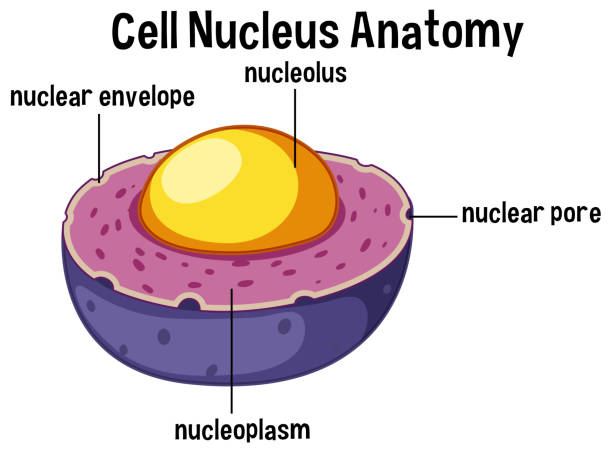 Cell Nucleus Anatomy
nucleolus
nuclear envelope
nuclear pore
nucleoplasm